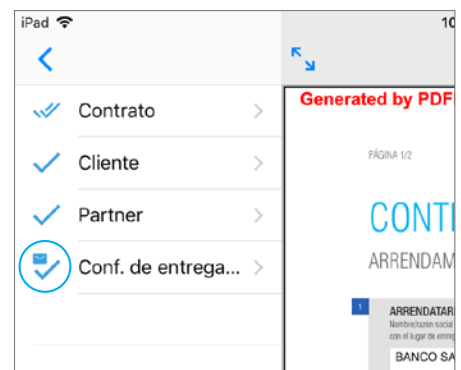 iPad
10
Contrato
Cliente
Partner
Conf. de entrega...
Generated by PDF
PÁGINA 1/2
CONT
ARRENDAM
1
ARRENDATAR
Nombre/razón social
con el lugar de entreg
BANCO SA